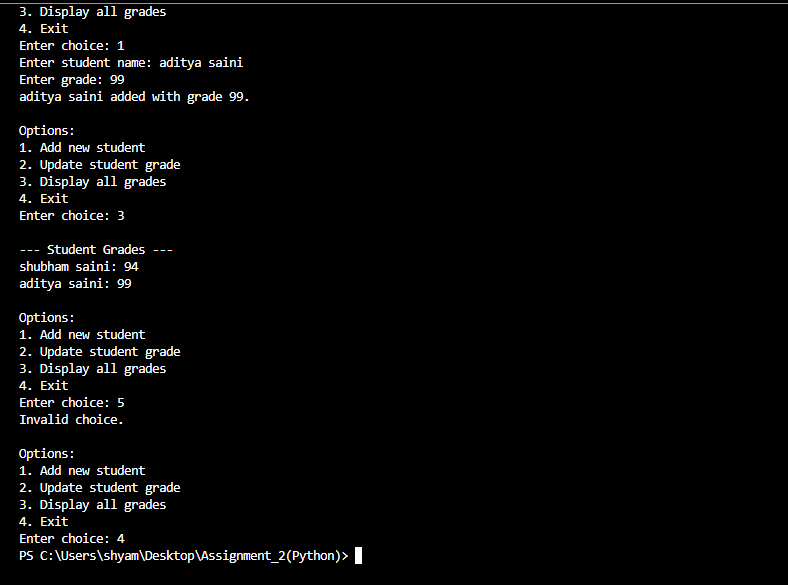 3. Display all grades
4. Exit
Enter choice: 1
Enter student name: aditya saini
Enter grade: 99
aditya saini added with grade 99.
Options:
1. Add new student
2. Update student grade
3. Display all grades
4. Exit
Enter choice: 3
--- Student Grades ---
shubham saini: 94
aditya saini: 99
Options:
1. Add new student
2. Update student grade
3. Display all grades
4. Exit
Enter choice: 5
Invalid choice.
Options:
1. Add new student
2. Update student grade
3. Display all grades
4. Exit
Enter choice: 4
PS C:\Users\shyam\Desktop\Assignment_2(Python)>